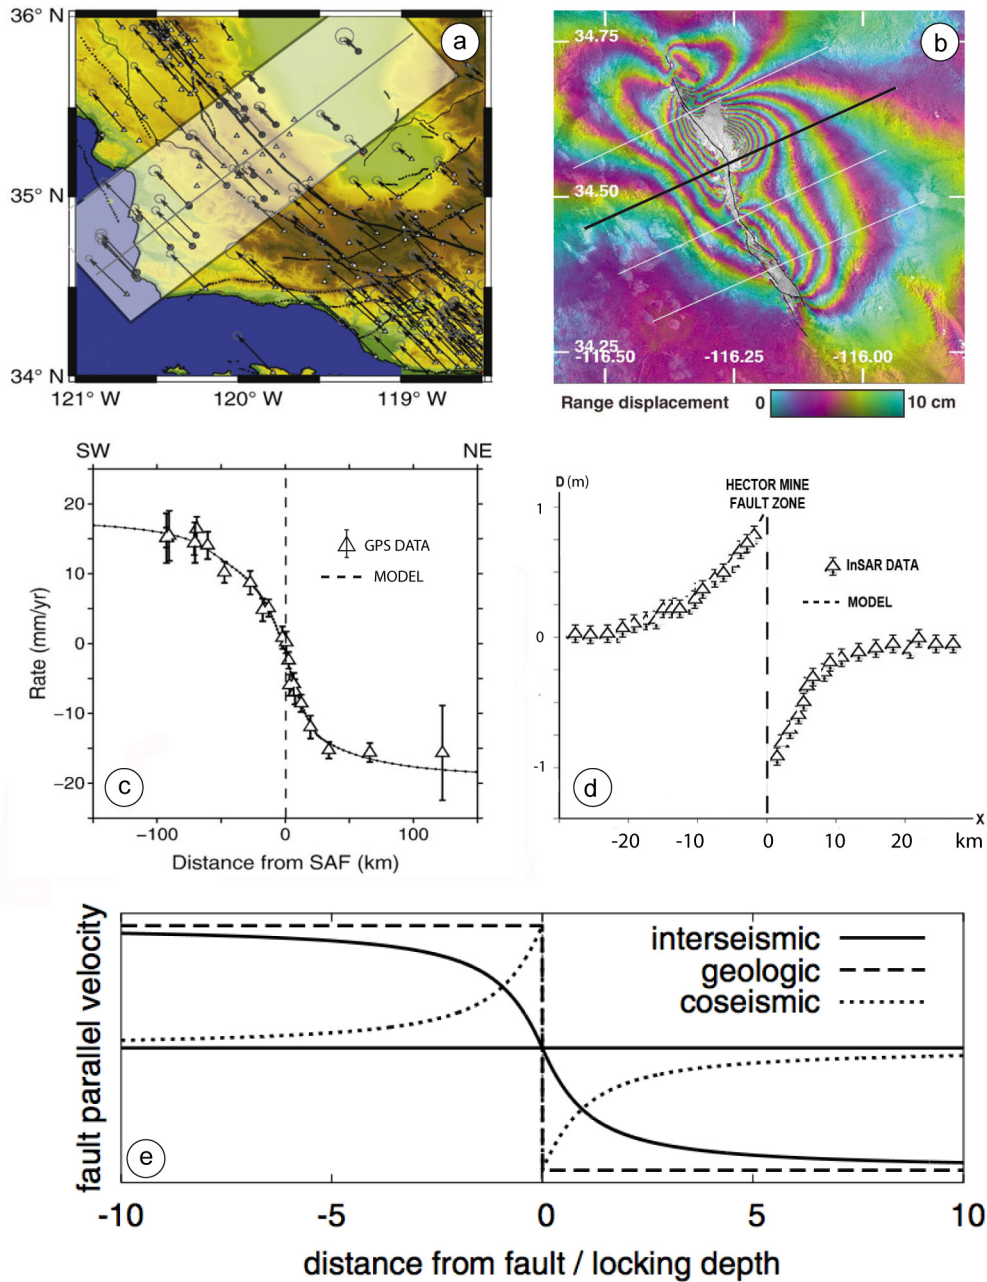 36° N
35° N
34° N
121° W
120° W
119° W
a
b
34.75
34.50
34.25
-116.50
-116.25
-116.00
Range displacement 0 10 cm
SW
NE
20
10
0
-10
-20
Rate (mm/yr)
GPS DATA
MODEL
c
-100
0
100
Distance from SAF (km)
D (m)
HECTOR MINE
FAULT ZONE
1
0
-1
InSAR DATA
MODEL
d
X
-20
-10
0
10
20
km
fault parallel velocity
interseismic
geologic
coseismic
e
-10
-5
0
5
10
distance from fault / locking depth